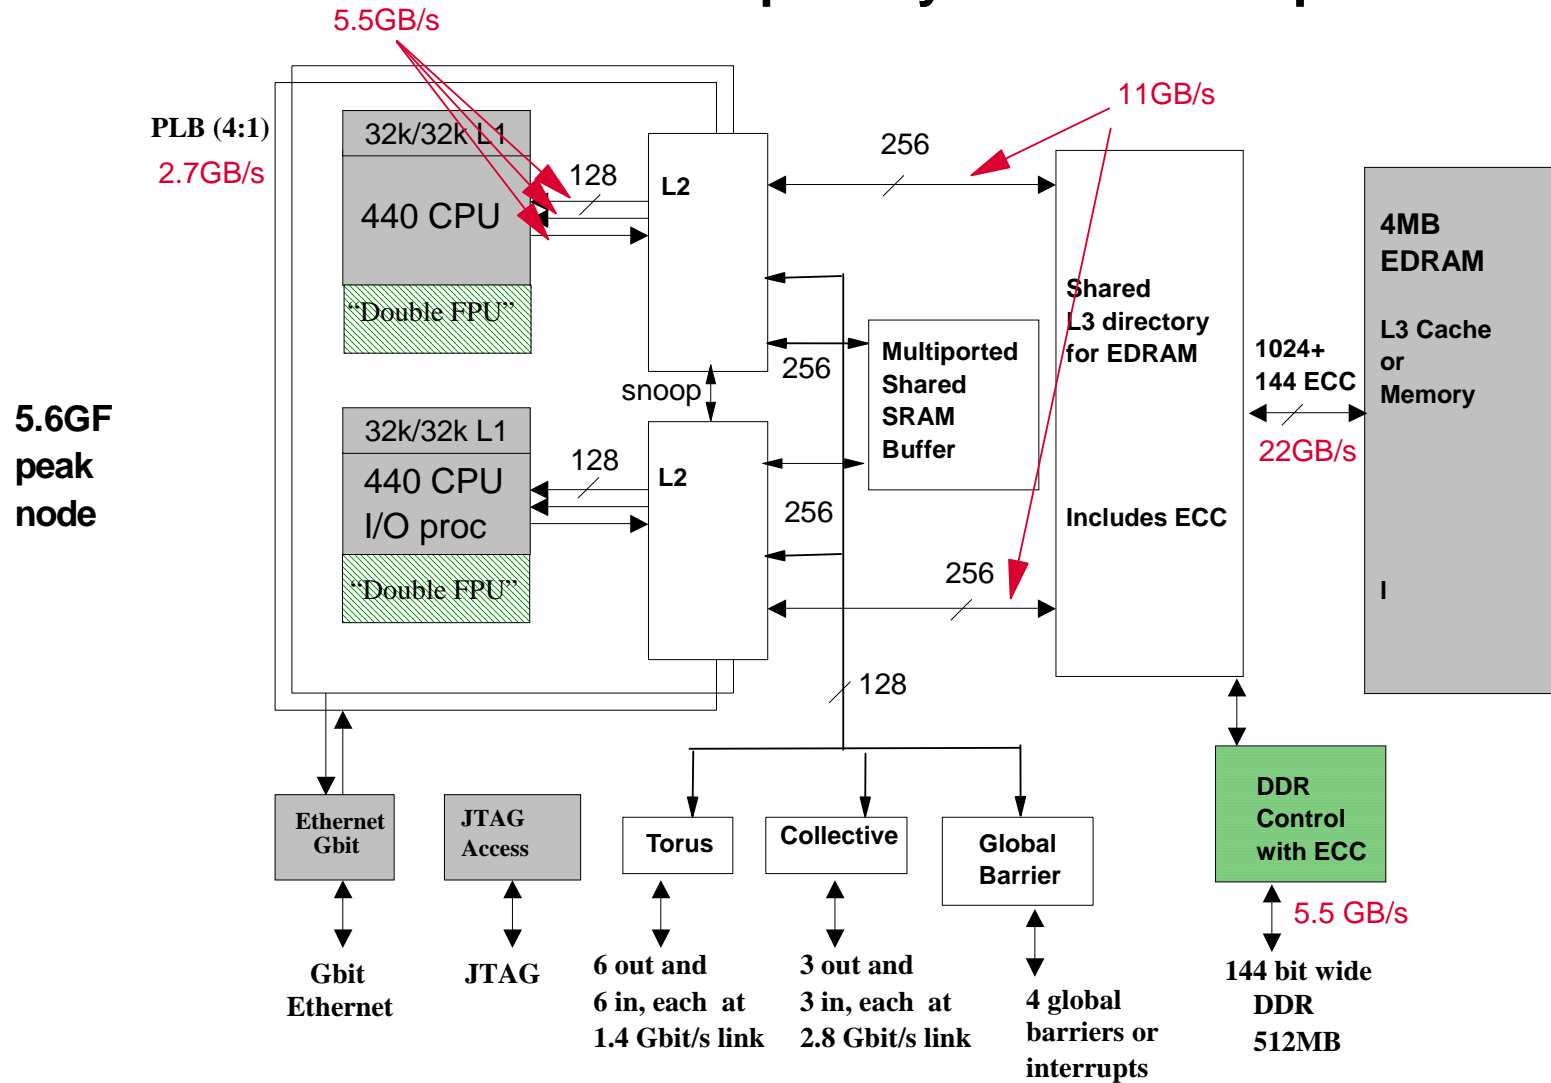 5.5GB/s
11GB/s
PLB (4:1)
2.7GB/s
32k/32k L1
440 CPU
“Double FPU”
128
L2
256
256
snoop
Multiported
Shared
SRAM
Buffer
Shared
L3 directory
for EDRAM
Includes ECC
1024+
144 ECC
22GB/s
4MB
EDRAM
L3 Cache
or
Memory
I
5.6GF
peak
node
32k/32k L1
440 CPU
I/O proc
“Double FPU”
128
L2
256
256
128
Ethernet
Gbit
JTAG
Access
Torus
Collective
Global
Barrier
DDR
Control
with ECC
5.5 GB/s
Gbit
Ethernet
JTAG
6 out and
6 in, each at
1.4 Gbit/s link
3 out and
3 in, each at
2.8 Gbit/s link
4 global
barriers or
interrupts
144 bit wide
DDR
512MB